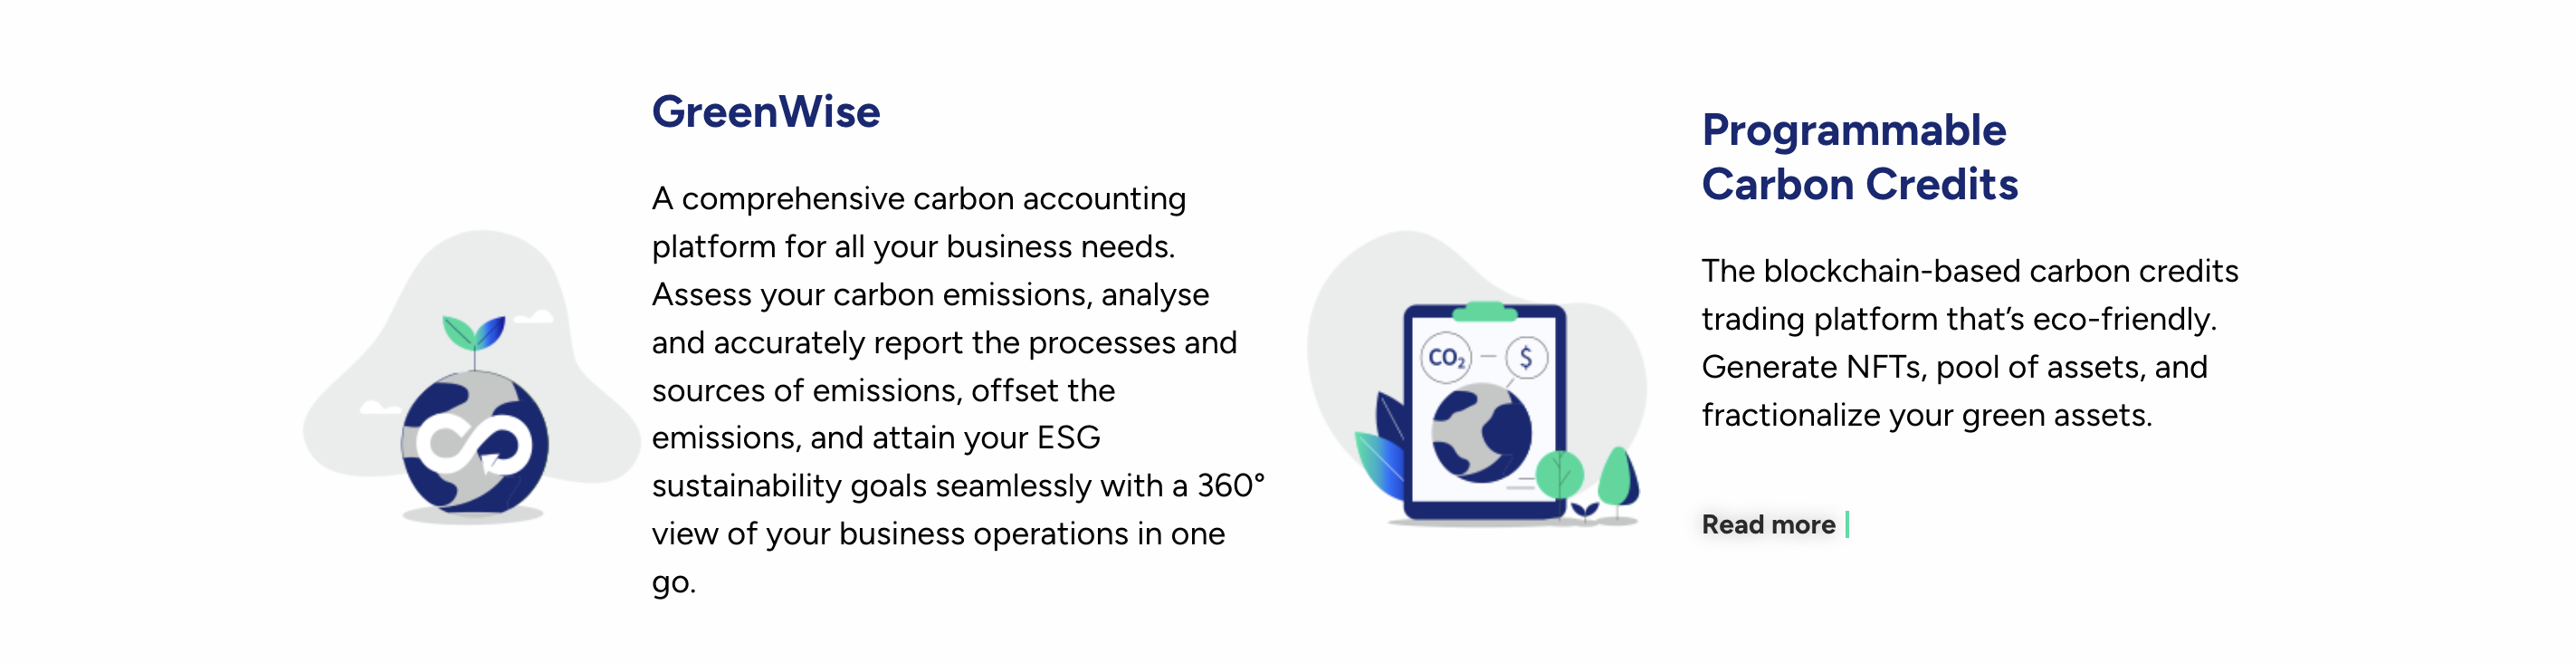 GreenWise
A comprehensive carbon accounting
platform for all your business needs.
Assess your carbon emissions, analyse
and accurately report the processes and
sources of emissions, offset the
emissions, and attain your ESG
sustainability goals seamlessly with a 360°
view of your business operations in one
go.
CO₂
$
Programmable
Carbon Credits
The blockchain-based carbon credits
trading platform that’s eco-friendly.
Generate NFTs, pool of assets, and
fractionalize your green assets.
Read more